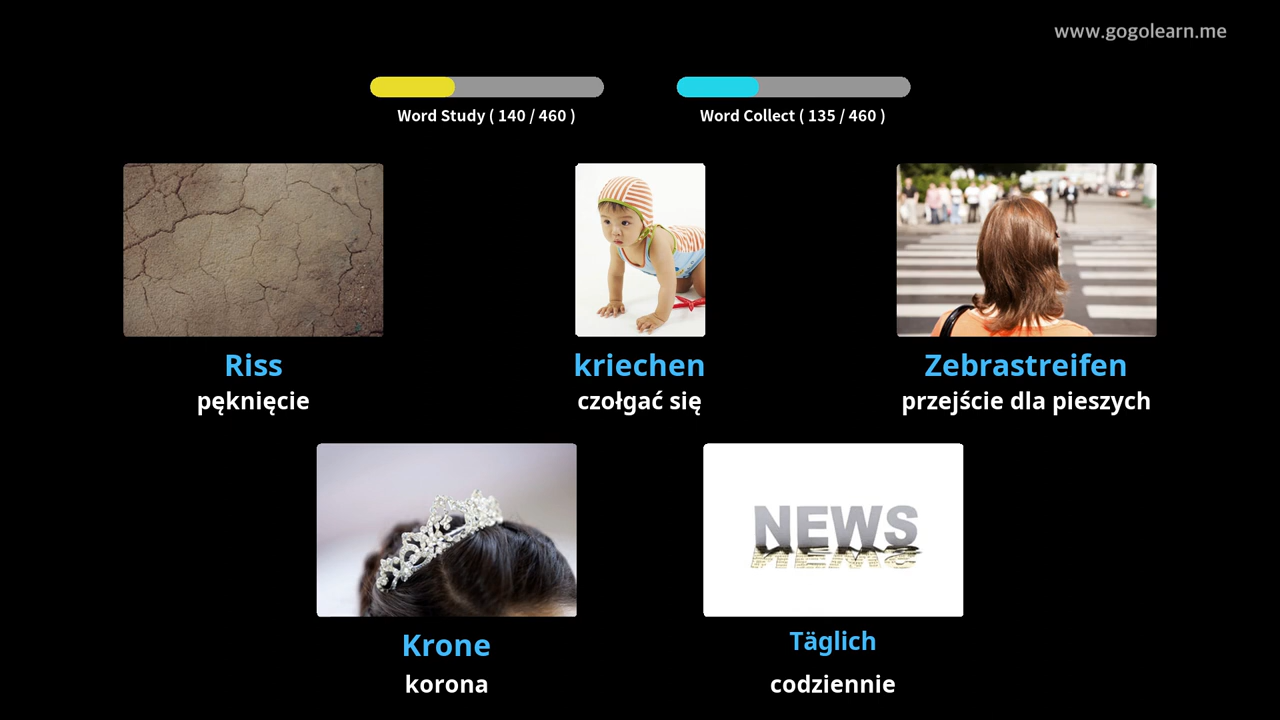 www.gogolearn.me
Word Study ( 140 / 460 )
Word Collect ( 135 / 460 )
Riss
kriechen
Zebrastreifen
pęknięcie
czołgać się
przejście dla pieszych
NEWS
Krone
Täglich
korona
codziennie